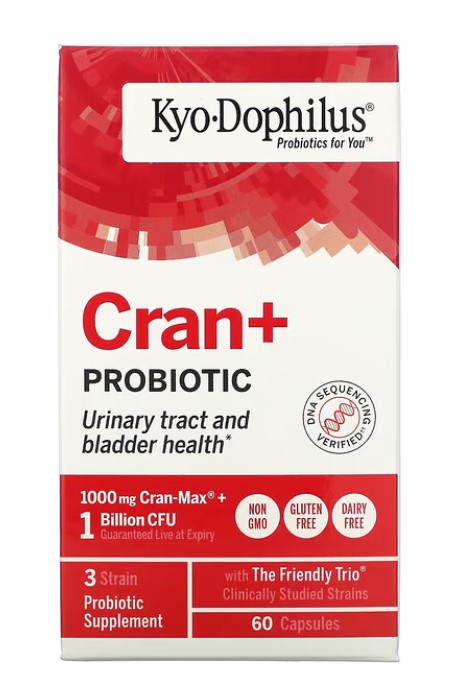 Kyo·Dophilus®
Probiotics for You™
Cran+
PROBIOTIC
Urinary tract and
bladder health*
DNA SEQUENCING
VERIFIED††
1000 mg Cran-Max® +
1 Billion CFU
Guaranteed Live at Expiry
NON
GMO
GLUTEN
FREE
DAIRY
FREE
3 Strain
Probiotic
Supplement
with The Friendly Trio®
Clinically Studied Strains
60 Capsules